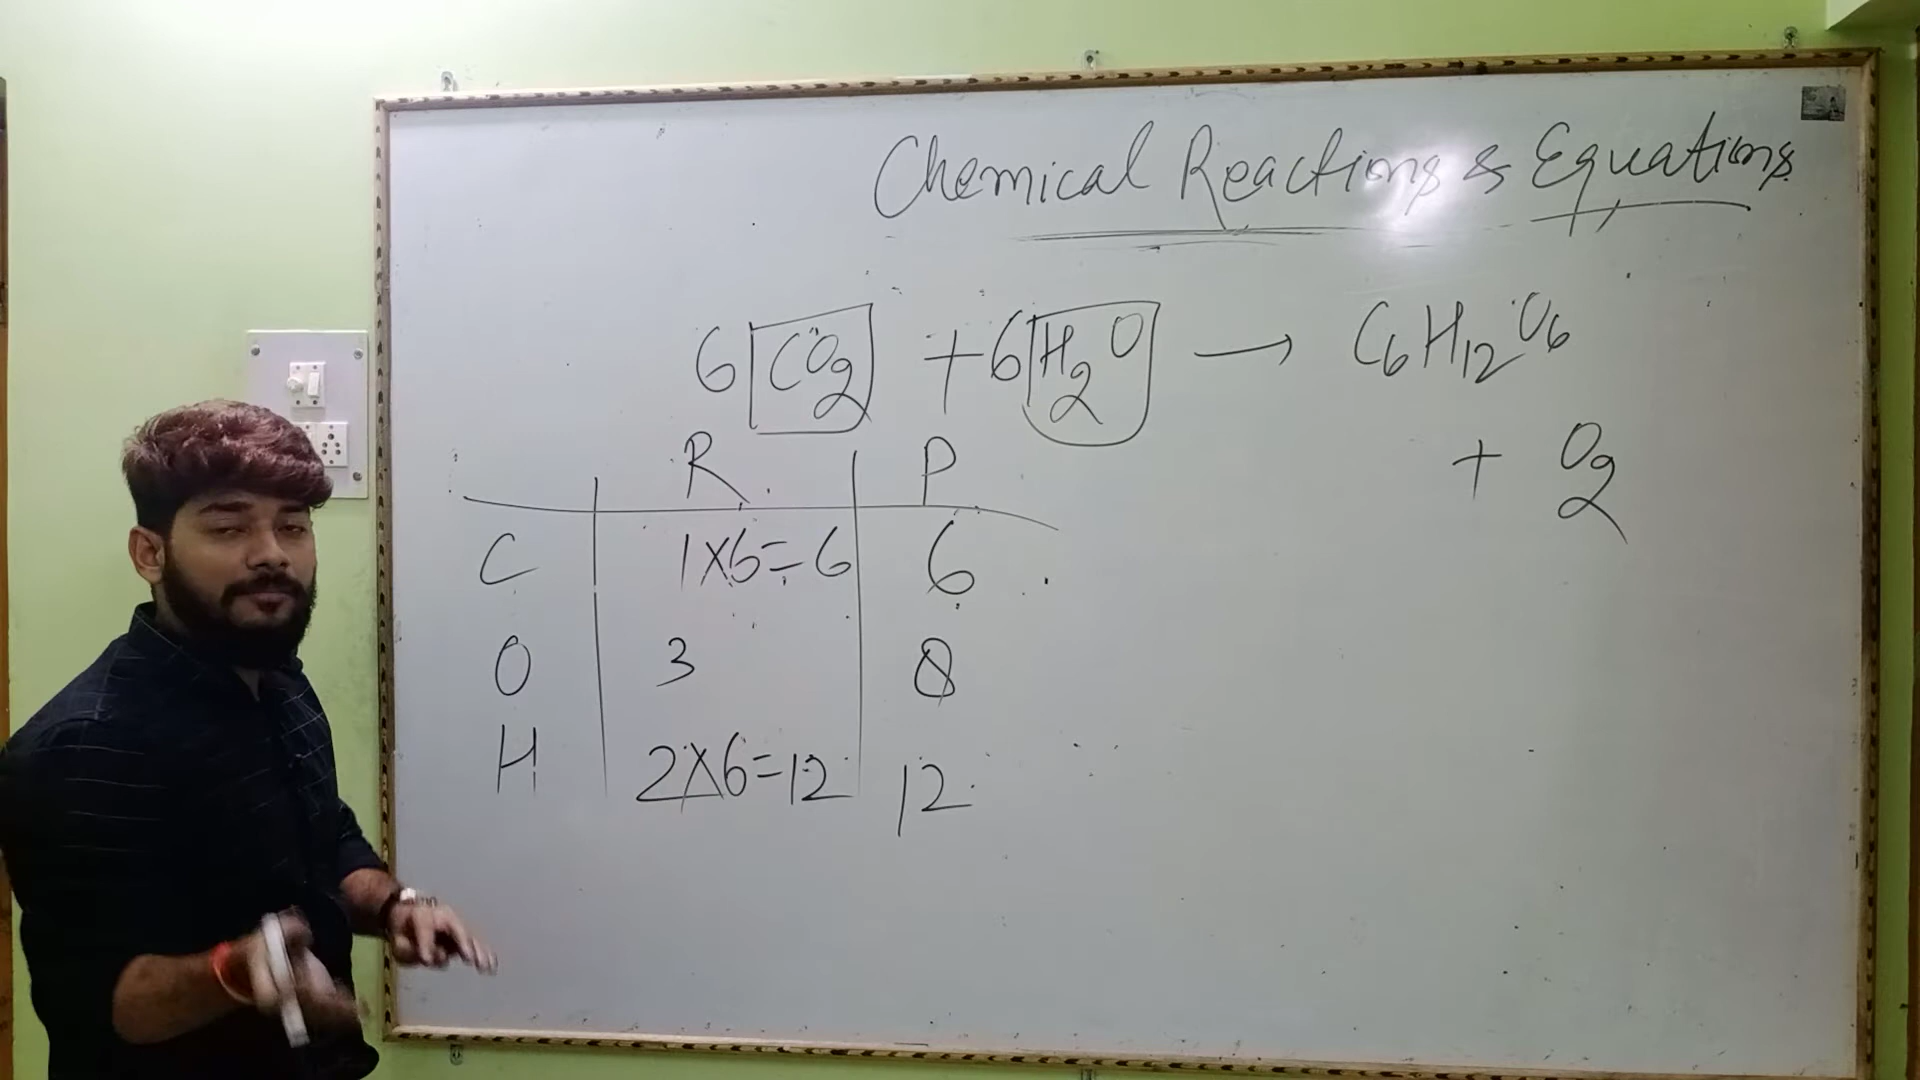 Chemical Reactions & Equations
6 CO2 + 6 H2O → C6H12O6
+ O2
R P
C 1×6=6 6
O 3 8
H 2×6=12 12